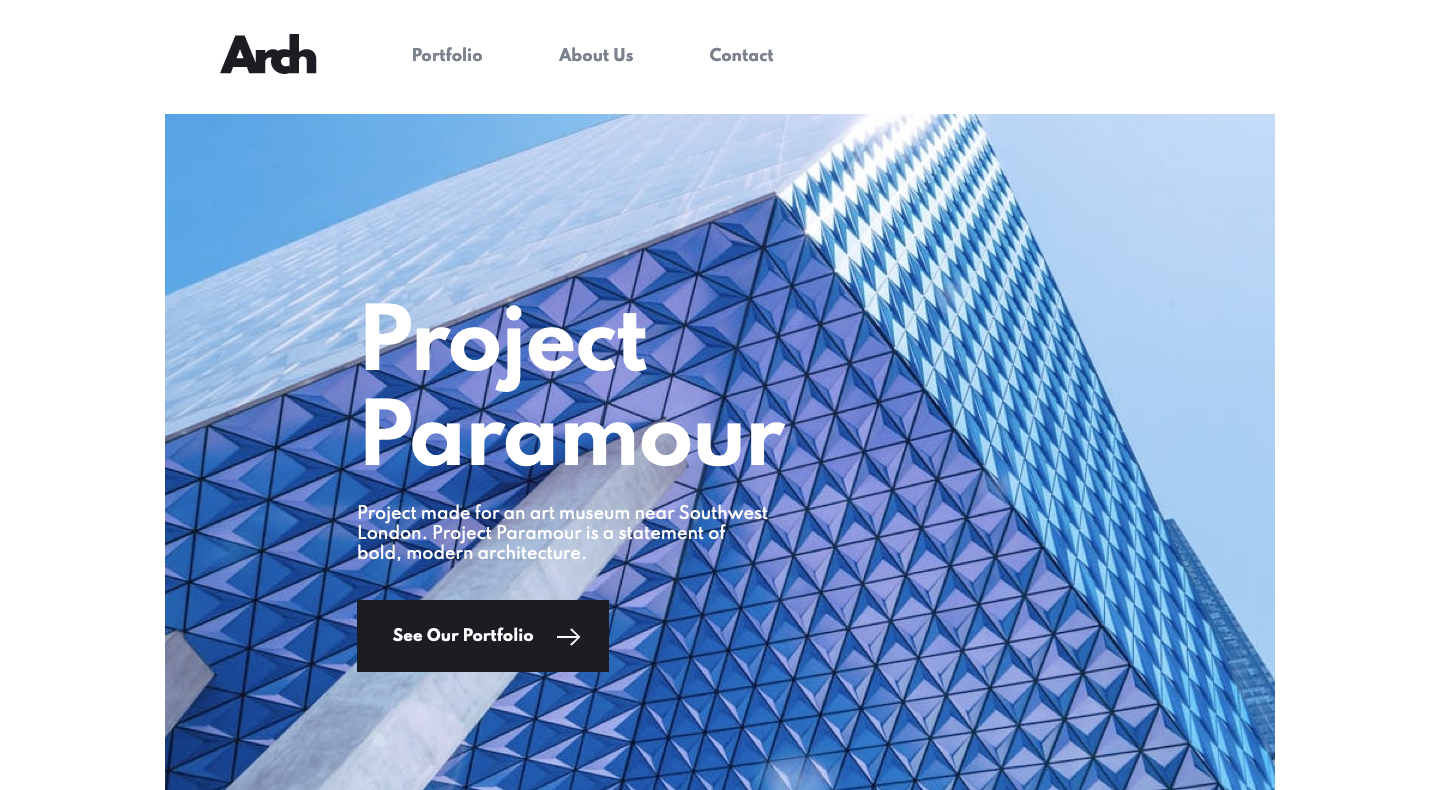 Arch
Portfolio
About Us
Contact
Project
Paramour
Project made for an art museum near Southwest
London. Project Paramour is a statement of
bold, modern architecture.
See Our Portfolio